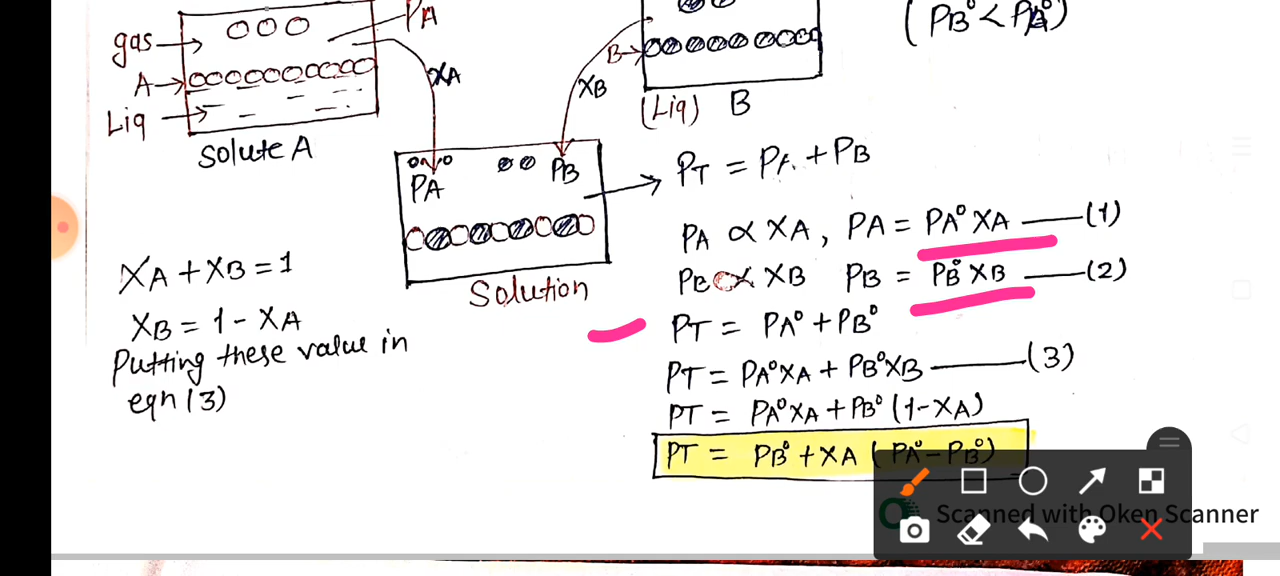 gas
PA
A
Liq
Solute A
XA
XB
B
(Liq) B
(PB° < PA°)
PA
PB
Solution
PT = PA + PB
PA ∝ XA, PA = PA° XA —(1)
PB ∝ XB PB = PB° XB —(2)
PT = PA° + PB°
PT = PA°XA + PB°XB —(3)
PT = PA°XA + PB° (1-XA)
PT = PB° + XA (PA° - PB°)
XA + XB = 1
XB = 1 - XA
Putting these value in
eqn (3)
Scanned with Oken Scanner